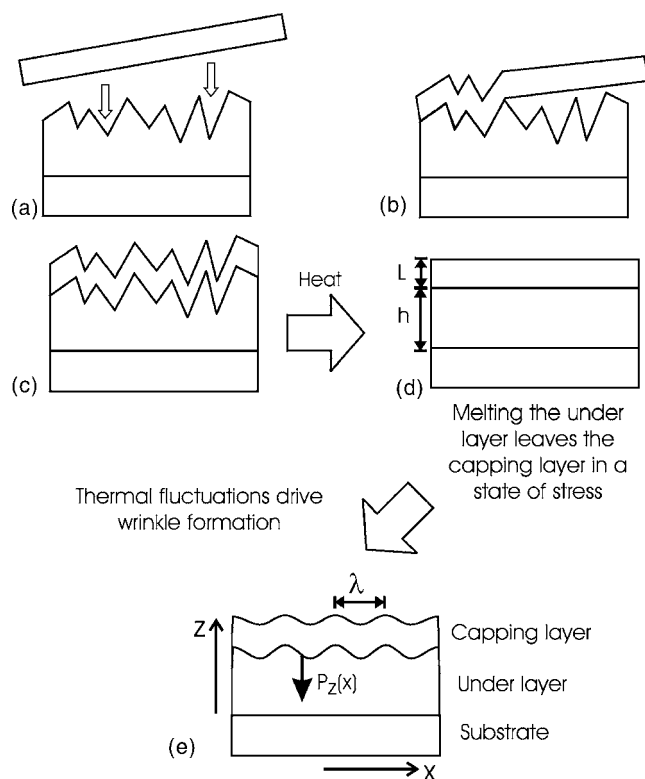 (a)
(b)
(c)
Heat
L
h
(d)
Melting the under
layer leaves the
capping layer in a
state of stress
Thermal fluctuations drive
wrinkle formation
λ
Z
Capping layer
P_Z(x)
Under layer
Substrate
(e)
X